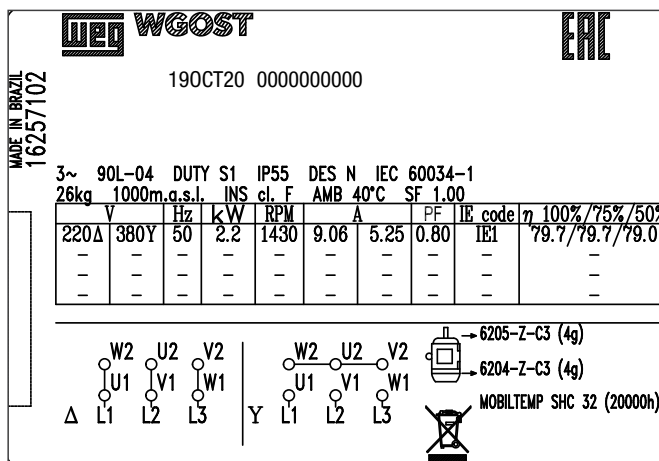 weg WGOST EAC
190CT20 0000000000
MADE IN BRAZIL
16257102
3~ 90L-04 DUTY S1 IP55 DES N IEC 60034-1
26kg 1000m.a.s.l. INS cl. F AMB 40°C SF 1.00
V Hz kW RPM A PF IE code η 100%/75%/50%
220Δ 380Y 50 2.2 1430 9.06 5.25 0.80 IE1 79.7/79.7/79.0
– – – – – – – – – –
– – – – – – – – – –
– – – – – – – – – –
W2 U2 V2 W2 U2 V2
U1 V1 W1 U1 V1 W1
Δ L1 L2 L3 Y L1 L2 L3
6205-Z-C3 (4g)
6204-Z-C3 (4g)
MOBILTEMP SHC 32 (20000h)